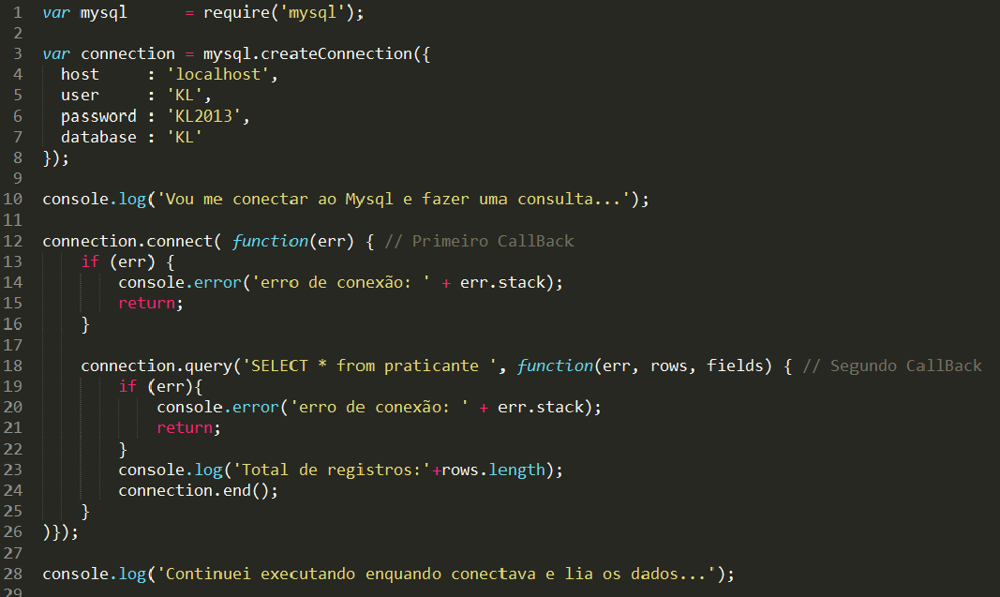 1 var mysql      = require('mysql');
2
3 var connection = mysql.createConnection({
4   host     : 'localhost',
5   user     : 'KL',
6   password : 'KL2013',
7   database : 'KL'
8 });
9
10 console.log('Vou me conectar ao Mysql e fazer uma consulta...');
11
12 connection.connect( function(err) { // Primeiro CallBack
13     if (err) {
14         console.error('erro de conexão: ' + err.stack);
15         return;
16     }
17
18     connection.query('SELECT * from praticante ', function(err, rows, fields) { // Segundo CallBack
19         if (err){
20             console.error('erro de conexão: ' + err.stack);
21             return;
22         }
23         console.log('Total de registros:'+rows.length);
24         connection.end();
25     }
26 )});
27
28 console.log('Continuei executando enquando conectava e lia os dados...');
29